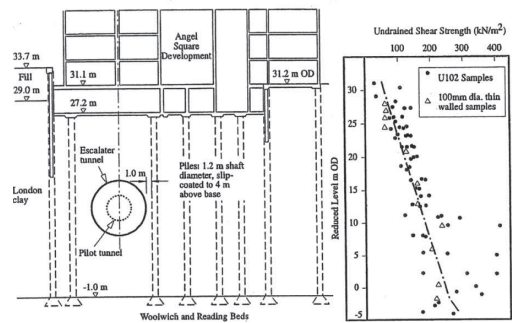 33.7 m
Fill
29.0 m
31.1 m
27.2 m
Angel
Square
Development
31.2 m OD
Escalater
tunnel
1.0 m
Piles: 1.2 m shaft
diameter, slip-
coated to 4 m
above base
London
clay
Pilot tunnel
-1.0 m
Woolwich and Reading Beds
Undrained Shear Strength (kN/m²)
100 200 300 400 500
U102 Samples
100mm dia. thin
walled samples
Reduced Level m OD
30
25
20
15
10
5
0
-5